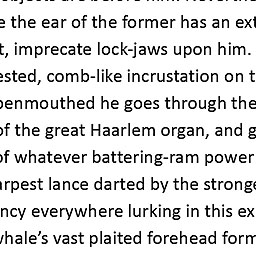 e the ear of the former has an ext
t, imprecate lock-jaws upon him.
ested, comb-like incrustation on t
penmouthed he goes through the
of the great Haarlem organ, and g
of whatever battering-ram power
arpest lance darted by the stronge
ncy everywhere lurking in this ex
whale’s vast plaited forehead form